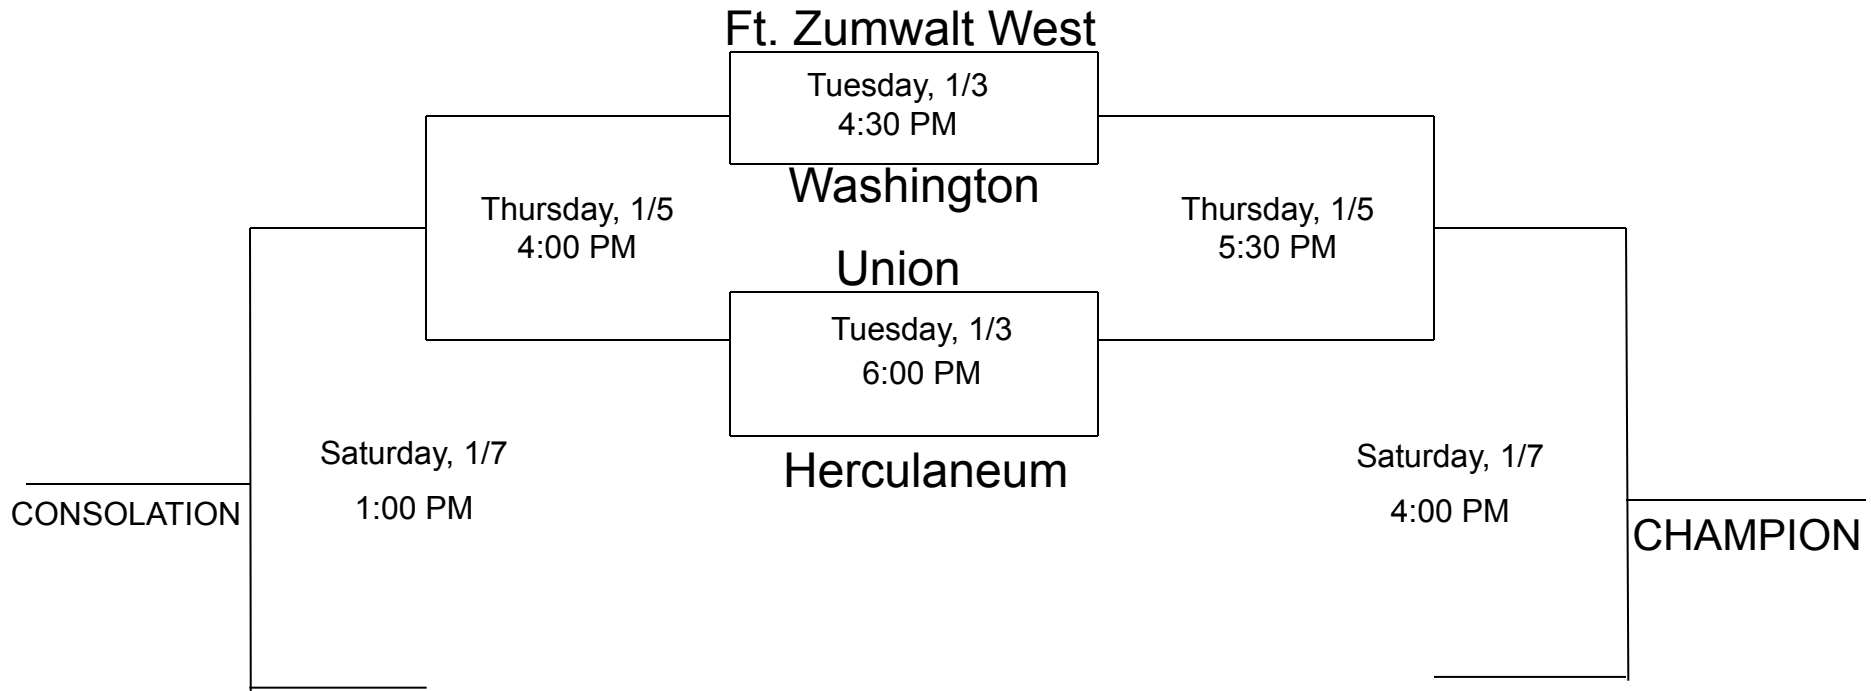 Ft. Zumwalt West
Tuesday, 1/3
4:30 PM
Washington
Thursday, 1/5
4:00 PM
Thursday, 1/5
5:30 PM
Union
Tuesday, 1/3
6:00 PM
Herculaneum
Saturday, 1/7
1:00 PM
Saturday, 1/7
4:00 PM
CONSOLATION
CHAMPION